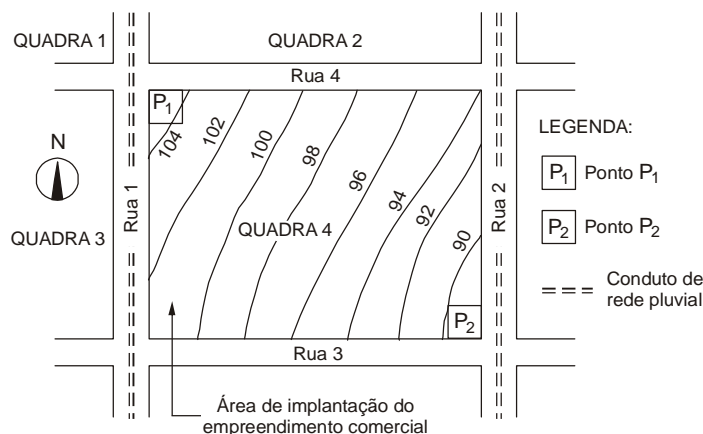 QUADRA 1
QUADRA 2
Rua 4
P1
104
102
100
98
96
94
92
90
N
Rua 1
QUADRA 3
QUADRA 4
Rua 2
P2
Rua 3
Área de implantação do
empreendimento comercial
LEGENDA:
P1 Ponto P1
P2 Ponto P2
Conduto de
rede pluvial